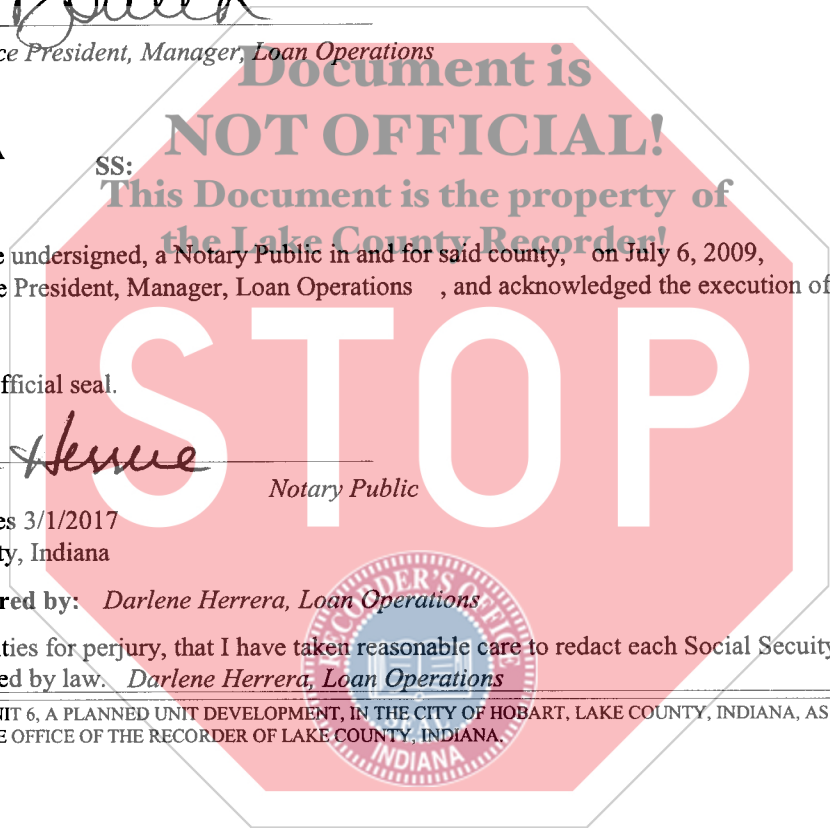 ce President, Manager, Loan Operations
Document is
NOT OFFICIAL!
SS:
This Document is the property of
the Lake County Recorder!
e undersigned, a Notary Public in and for said county, on July 6, 2009,
e President, Manager, Loan Operations , and acknowledged the execution of
STOP
fficial seal.
Notary Public
es 3/1/2017
ty, Indiana
red by: Darlene Herrera, Loan Operations
ties for perjury, that I have taken reasonable care to redact each Social Secuity
ed by law. Darlene Herrera, Loan Operations
NIT 6, A PLANNED UNIT DEVELOPMENT, IN THE CITY OF HOBART, LAKE COUNTY, INDIANA, AS
E OFFICE OF THE RECORDER OF LAKE COUNTY, INDIANA.
RECORDER'S OFFICE
INDIANA